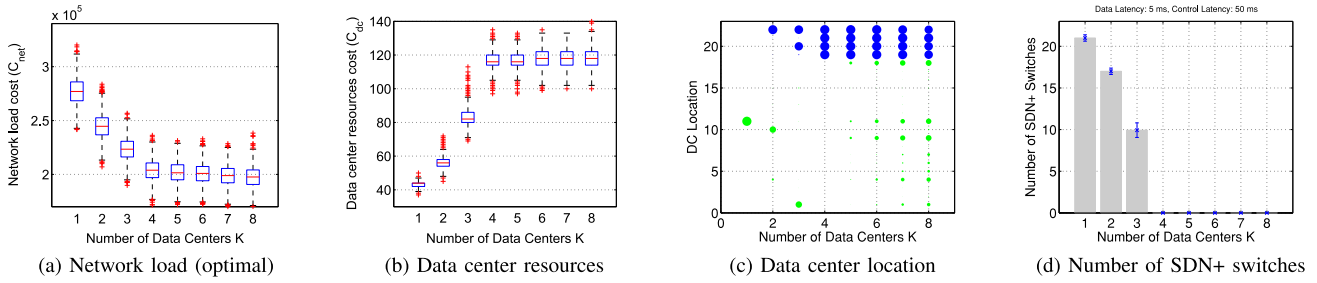 x 10⁵
3
2.5
2
1 2 3 4 5 6 7 8
Network load cost (C_net)
Number of Data Centers K
(a) Network load (optimal)
140
120
100
80
60
40
1 2 3 4 5 6 7 8
Data center resources cost (C_dc)
Number of Data Centers K
(b) Data center resources
20
15
10
5
0
0 2 4 6 8
DC Location
Number of Data Centers K
(c) Data center location
Data Latency: 5 ms, Control Latency: 50 ms
20
15
10
5
0
1 2 3 4 5 6 7 8
Number of SDN+ Switches
Number of Data Centers K
(d) Number of SDN+ switches